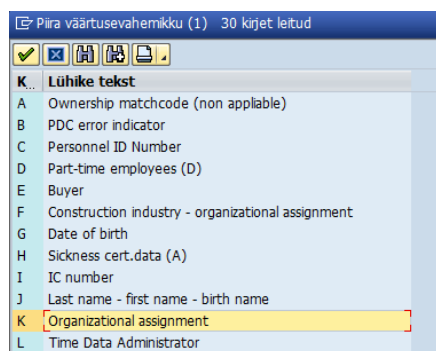 Piira väärtusevahemikku (1) 30 kirjet leitud
K... Lühike tekst
A Ownership matchcode (non appliable)
B PDC error indicator
C Personnel ID Number
D Part-time employees (D)
E Buyer
F Construction industry - organizational assignment
G Date of birth
H Sickness cert.data (A)
I IC number
J Last name - first name - birth name
K Organizational assignment
L Time Data Administrator